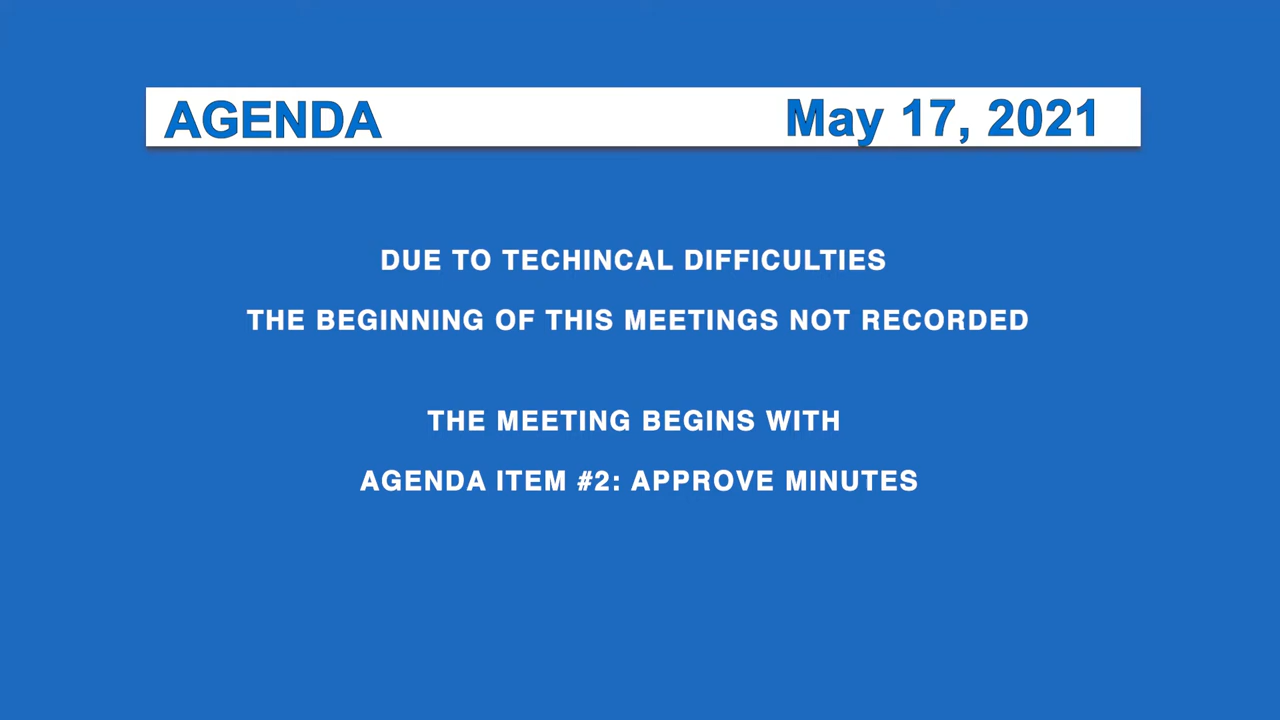 AGENDA May 17, 2021
DUE TO TECHINCAL DIFFICULTIES
THE BEGINNING OF THIS MEETINGS NOT RECORDED
THE MEETING BEGINS WITH
AGENDA ITEM #2: APPROVE MINUTES